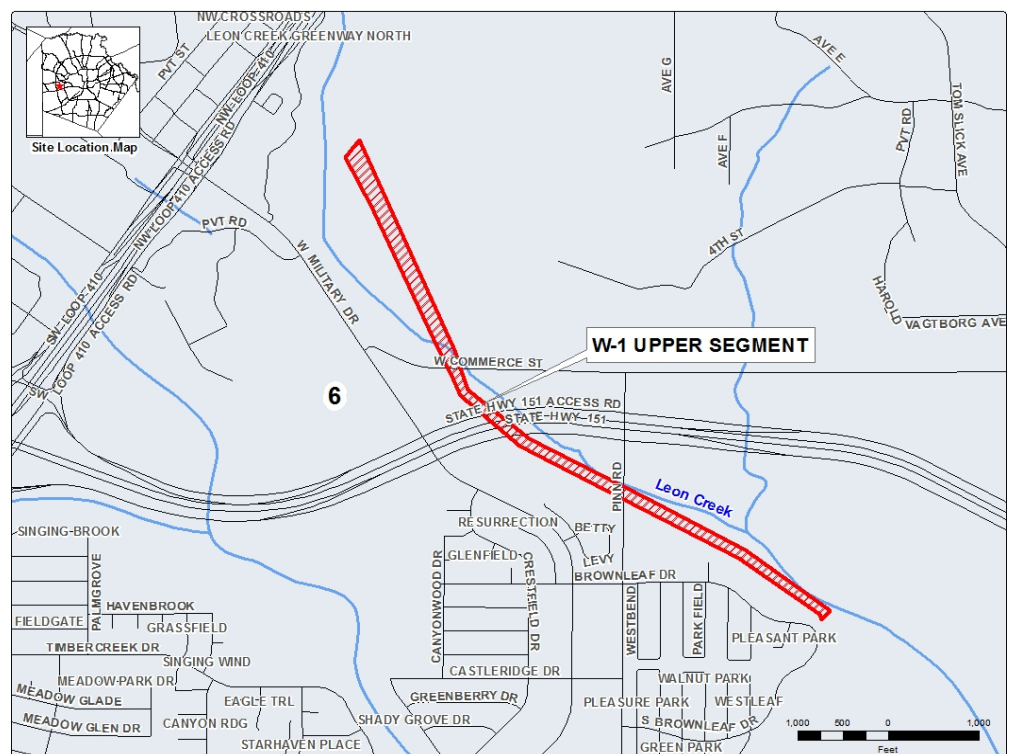 NW CROSSROADS
LEON CREEK GREENWAY NORTH
Site Location Map
PVT ST
NW LOOP 410
NW LOOP 410 ACCESS RD
AVE G
AVE E
AVE F
PVT RD
TOM SLICK AVE
PVT RD
4TH ST
W MILITARY DR
HAROLD
VAGTBORG AVE
SW LOOP 410
SW LOOP 410 ACCESS RD
W-1 UPPER SEGMENT
W COMMERCE ST
6
STATE HWY 151 ACCESS RD
STATE HWY 151
PINN RD
Leon Creek
SINGING BROOK
RESURRECTION
BETTY
LEVY
GLENFIELD
BROWNLEAF DR
CANYONWOOD DR
CRESTFIELD DR
WESTBEND
PARK FIELD
PALMGROVE
HAVENBROOK
FIELDGATE
GRASSFIELD
PLEASANT PARK
TIMBERCREEK DR
SINGING WIND
CASTLERIDGE DR
WALNUT PARK
MEADOW PARK DR
MEADOW GLADE
EAGLE TRL
GREENBERRY DR
PLEASURE PARK
WESTLEAF
MEADOW GLEN DR
CANYON RDG
SHADY GROVE DR
S BROWNLEAF DR
STARHAVEN PLACE
GREEN PARK
1,000 500 0 1,000
Feet